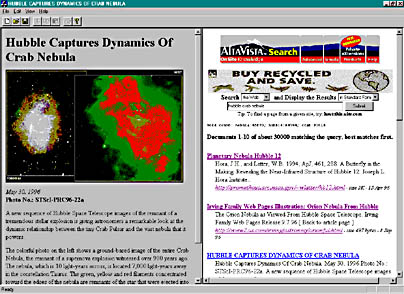 HUBBLE CAPTURES DYNAMICS OF CRAB NEBULA
File Edit View Help
Hubble Captures Dynamics Of
Crab Nebula
May 30, 1996
Photo No.: STScI-PRC96-22a
A new sequence of Hubble Space Telescope images of the remnant of a
tremendous stellar explosion is giving astronomers a remarkable look at the
dynamic relationship between the tiny Crab Pulsar and the vast nebula that it
powers.
The colorful photo on the left shows a ground-based image of the entire Crab
Nebula, the remnant of a supernova explosion witnessed over 900 years ago.
The nebula, which is 10 light-years across, is located 7,000 light-years away
in the constellation Taurus. The green, yellow and red filaments concentrated
toward the edges of the nebula are remnants of the star that were ejected into
Ready
ALTAVISTA Search
BUY RECYCLED
AND SAVE.
Search and Display the Results
hubble crab nebula
Submit
Tip: To find a page from a given site, try
Documents 1-10 of about 30000 matching the query, best matches first.
Planetary Nebula Hubble 12
Hora, J. H., and Latter, W.B. 1994, ApJ, 461, 288 A Butterfly in the
Making: Revealing the Near-Infrared Structure of Hubble 12. Joseph L.
Hora Institute...
Irving Family Web Pages Illustration: Orion Nebula From Hubble
The Orion Nebula as Viewed From Hubble Space Telescope. Irving
Family Web Pages Release 9.7.96 [ Back to article page ]
HUBBLE CAPTURES DYNAMICS OF CRAB NEBULA
Hubble Captures Dynamics Of Crab Nebula. May 30, 1996 Photo No.:
STScI-PRC96-22a. A new sequence of Hubble Space Telescope images of